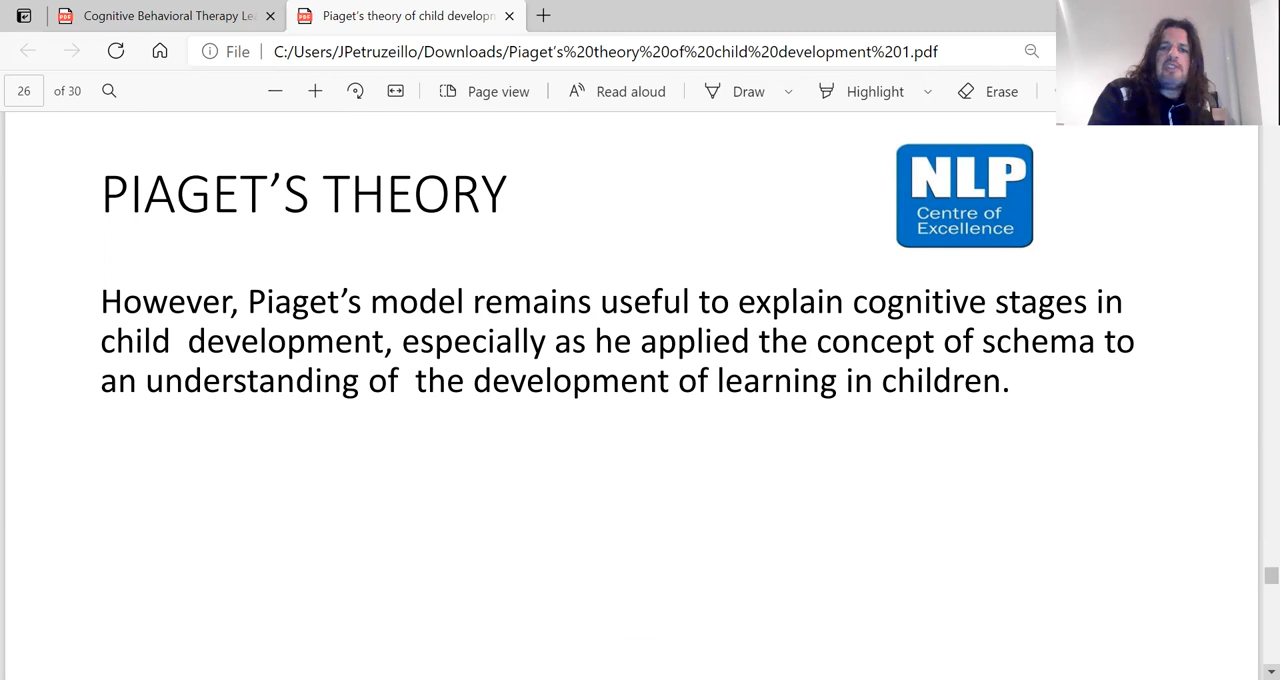 Cognitive Behavioral Therapy Le
Piaget's theory of child developn
File
C:/Users/JPetruzeillo/Downloads/Piaget's%20theory%20of%20child%20development%201.pdf
26 of 30
Page view
Read aloud
Draw
Highlight
Erase
PIAGET'S THEORY
NLP
Centre of
Excellence
However, Piaget's model remains useful to explain cognitive stages in
child development, especially as he applied the concept of schema to
an understanding of the development of learning in children.